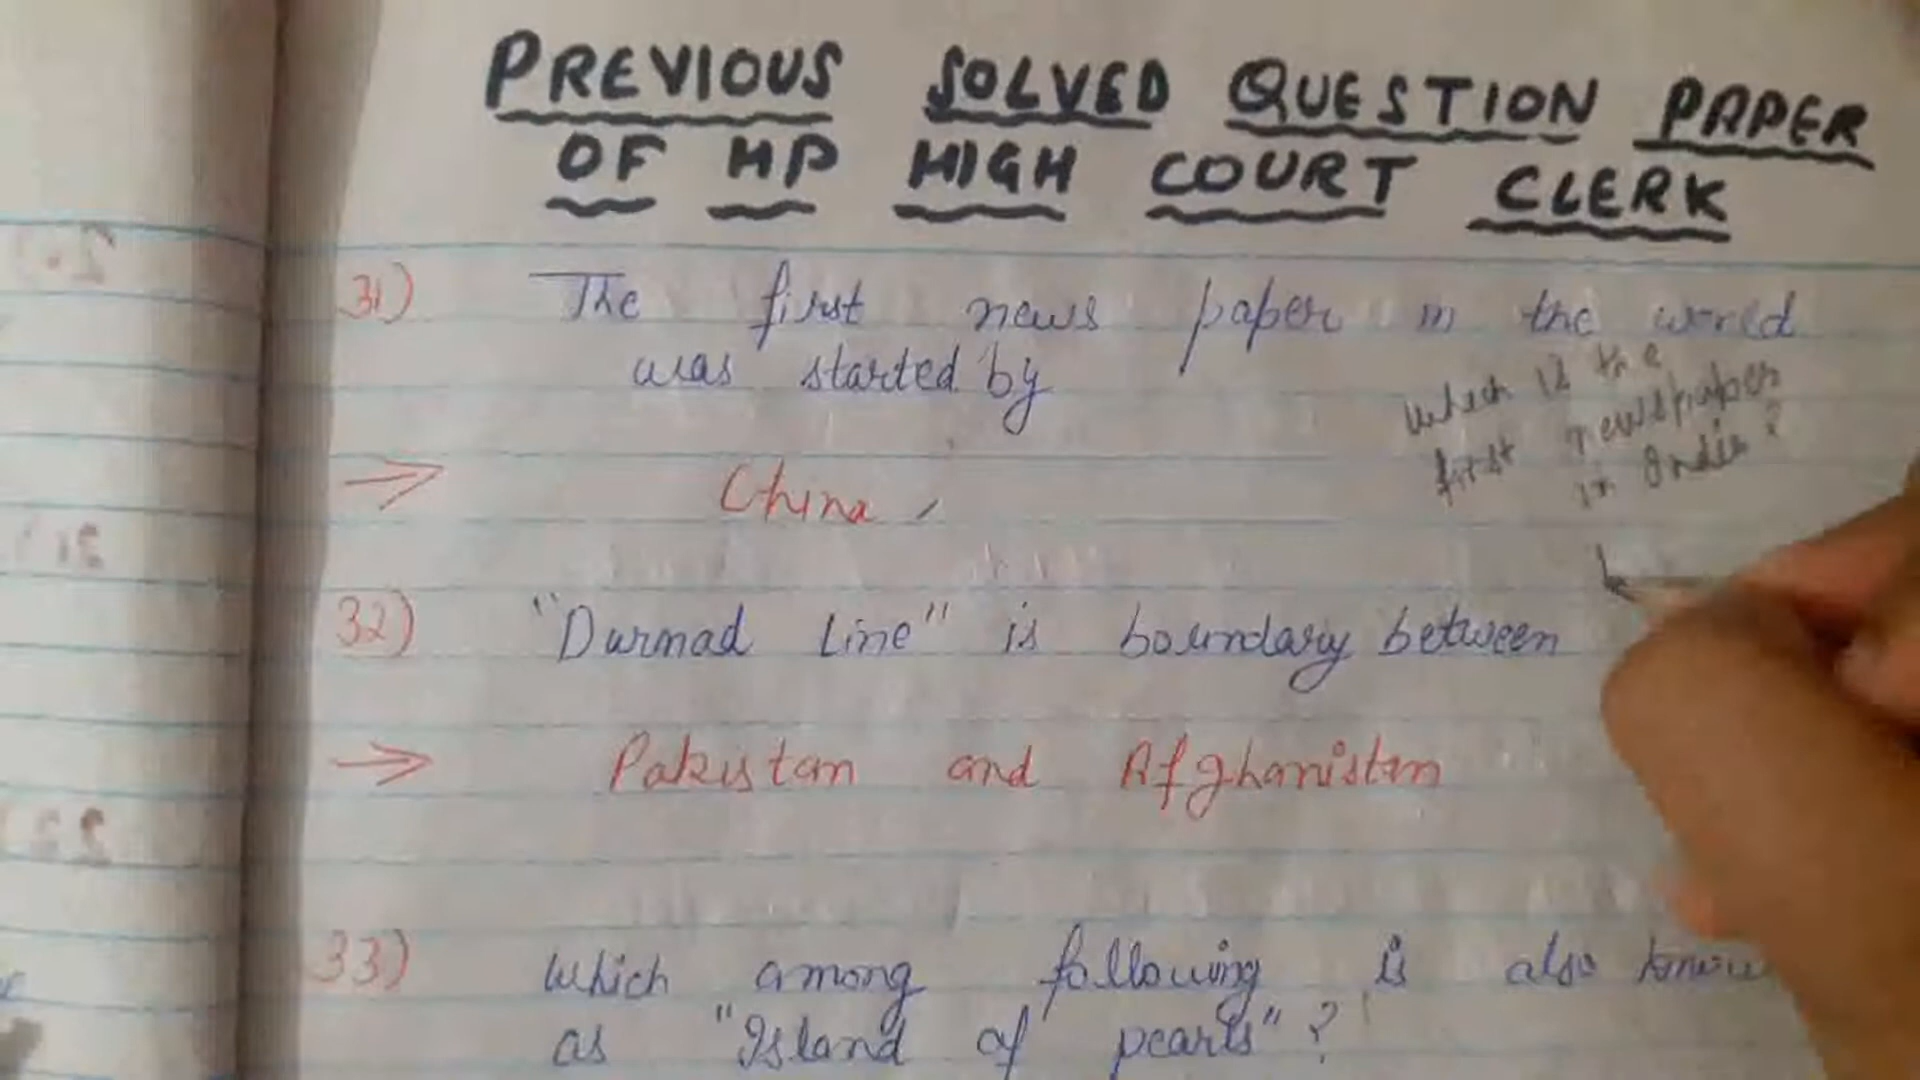 PREVIOUS SOLVED QUESTION PAPER
OF HP HIGH COURT CLERK
31) The first news paper in the world
was started by
which is the
first newspaper
in India?
→ China
32) "Durnad Line" is boundary between
→ Pakistan and Afghanistan
33) which among following is also know
as "Island of pearls"?